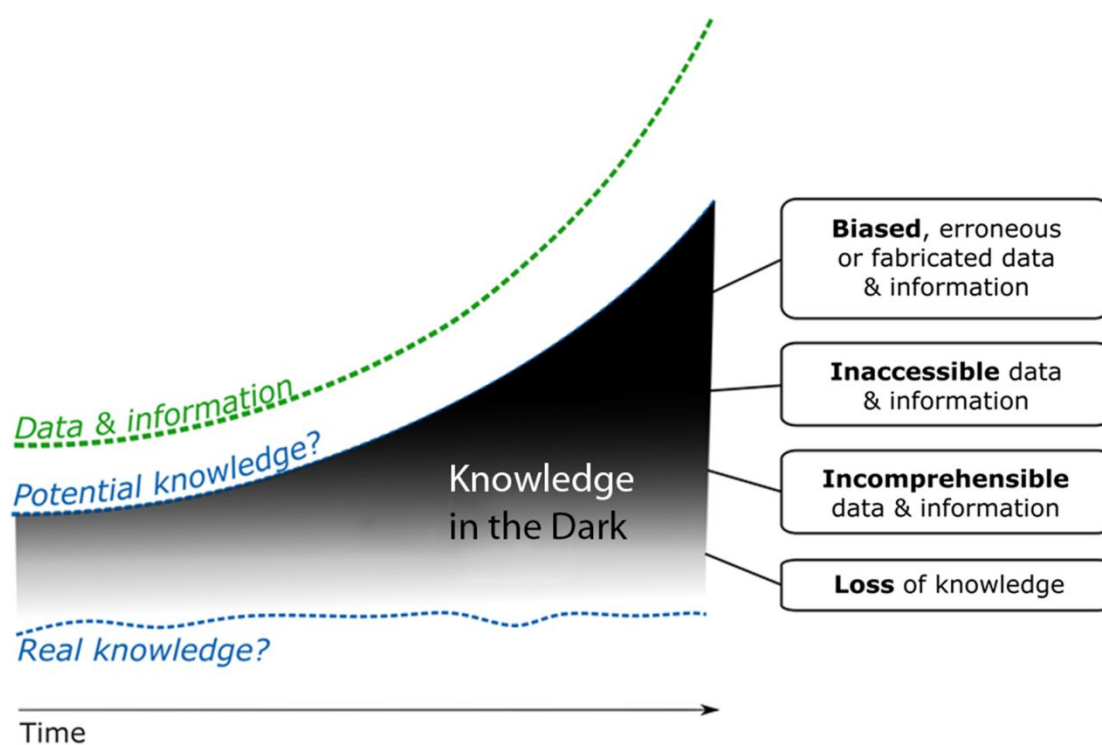 Data & information
Potential knowledge?
Knowledge
in the Dark
Real knowledge?
Time
Biased, erroneous
or fabricated data
& information
Inaccessible data
& information
Incomprehensible
data & information
Loss of knowledge